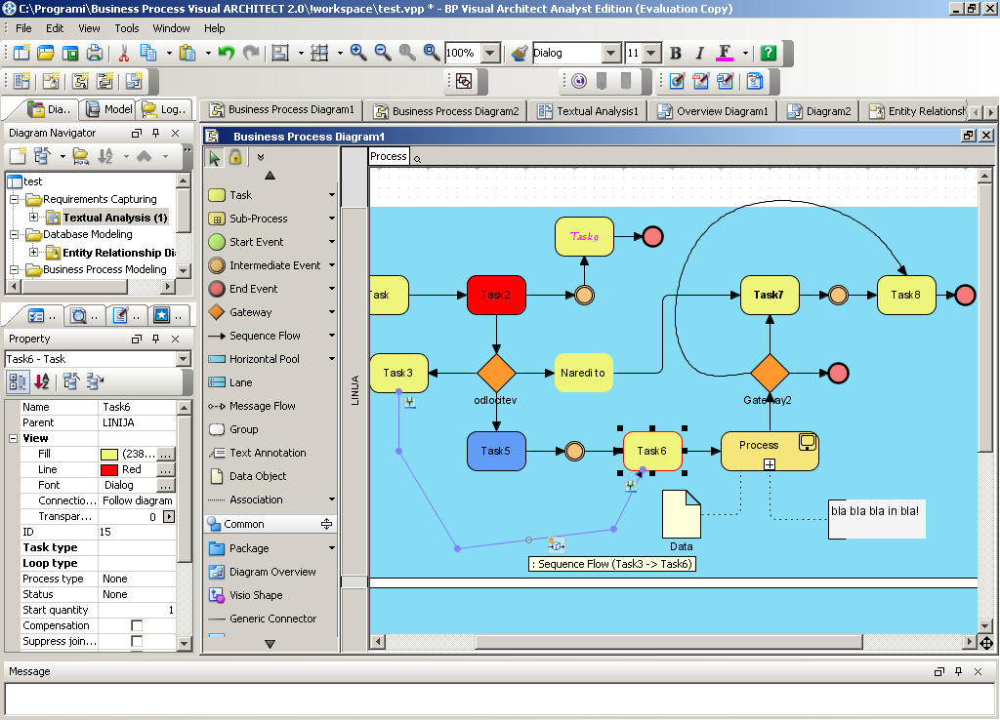 C:\Programi\Business Process Visual ARCHITECT 2.0\!workspace\test.vpp * - BP Visual Architect Analyst Edition (Evaluation Copy)
File Edit View Tools Window Help
100% Dialog 11 B I F ?
Dia.. Model Log..
Business Process Diagram1 Business Process Diagram2 Textual Analysis1 Overview Diagram1 Diagram2 Entity Relationsh
Diagram Navigator
test
Requirements Capturing
Textual Analysis (1)
Database Modeling
Entity Relationship Di
Business Process Modeling
Property
Task6 - Task
Name Task6
Parent LINIJA
View
Fill (238... ...
Line Red ...
Font Dialog ...
Connectio... Follow diagram
Transpar... 0
ID 15
Task type
Loop type
Process type None
Status None
Start quantity 1
Compensation
Suppress join...
Business Process Diagram1
Task
Sub-Process
Start Event
Intermediate Event
End Event
Gateway
Sequence Flow
Horizontal Pool
Lane
Message Flow
Group
Text Annotation
Data Object
Association
Common
Package
Diagram Overview
Visio Shape
Generic Connector
Process
LINIJA
Task9
Task
Task2
Task7
Task8
Task3
odlocitev
Naredi to
Gateway2
Task5
Task6
Process
Data
bla bla bla in bla!
: Sequence Flow (Task3 -> Task6)
Message